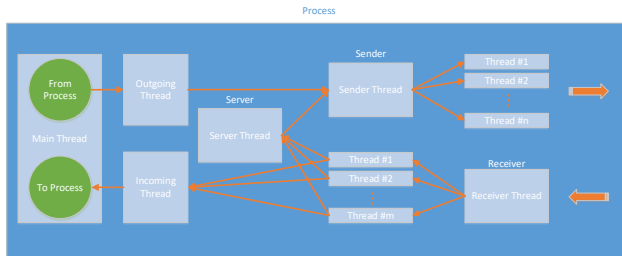 Process
Sender
From
Process
Outgoing
Thread
Sender Thread
Thread #1
Thread #2
Thread #n
Main Thread
Server
Server Thread
To Process
Incoming
Thread
Thread #1
Thread #2
Thread #m
Receiver
Receiver Thread